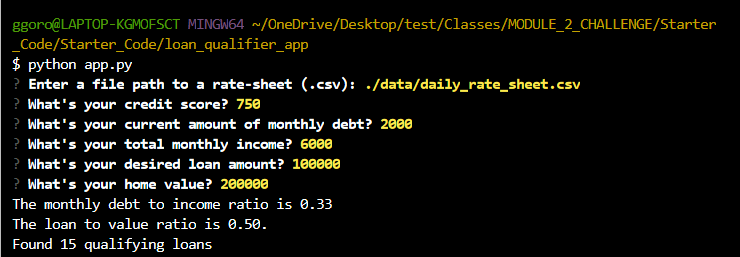 ggoro@LAPTOP-KGMOFSCT MINGW64 ~/OneDrive/Desktop/test/Classes/MODULE_2_CHALLENGE/Starter
_Code/Starter_Code/loan_qualifier_app
$ python app.py
? Enter a file path to a rate-sheet (.csv): ./data/daily_rate_sheet.csv
? What's your credit score? 750
? What's your current amount of monthly debt? 2000
? What's your total monthly income? 6000
? What's your desired loan amount? 100000
? What's your home value? 200000
The monthly debt to income ratio is 0.33
The loan to value ratio is 0.50.
Found 15 qualifying loans